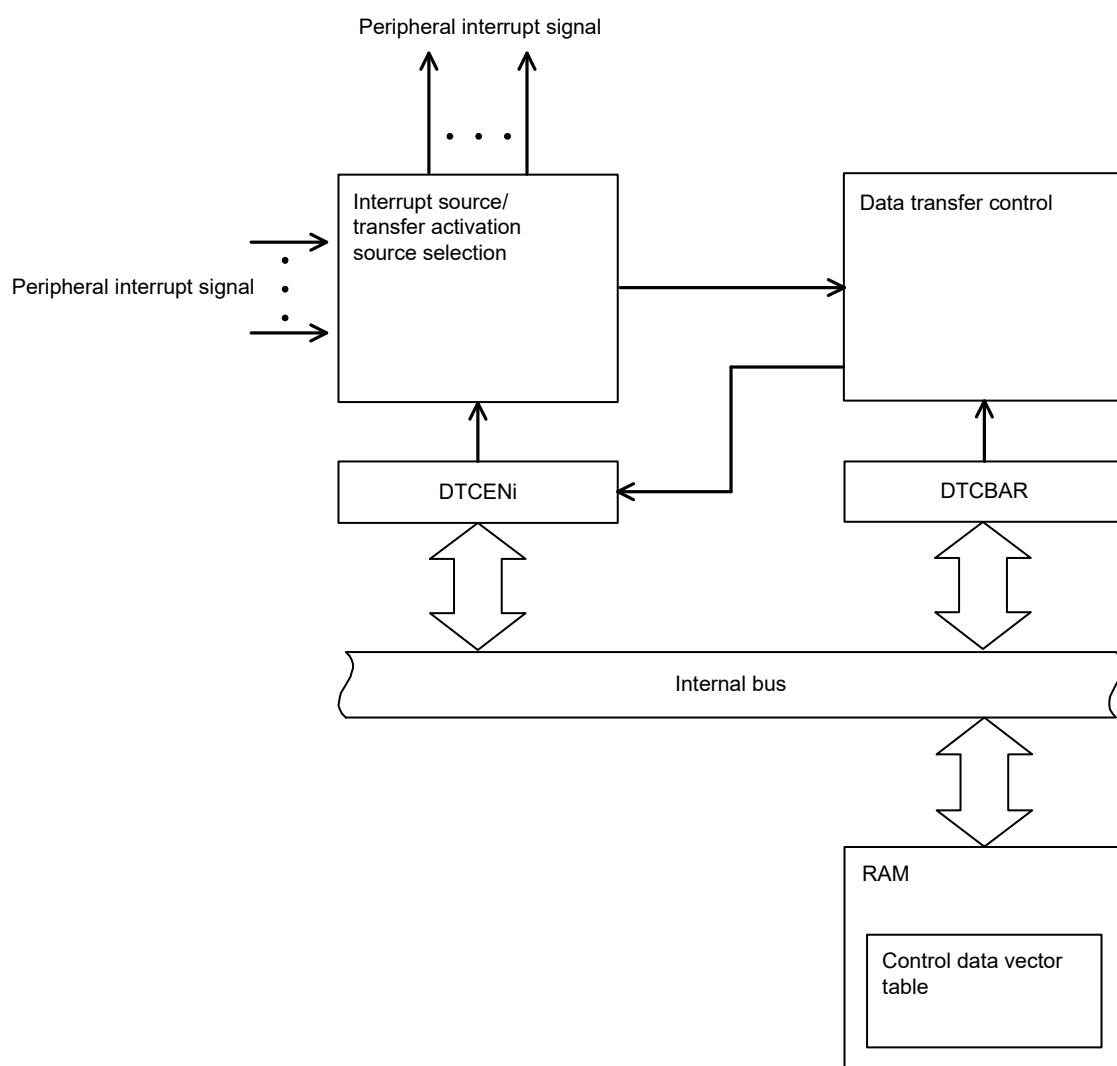 Peripheral interrupt signal
Interrupt source/
transfer activation
source selection
Data transfer control
Peripheral interrupt signal
DTCENi
DTCBAR
Internal bus
RAM
Control data vector
table